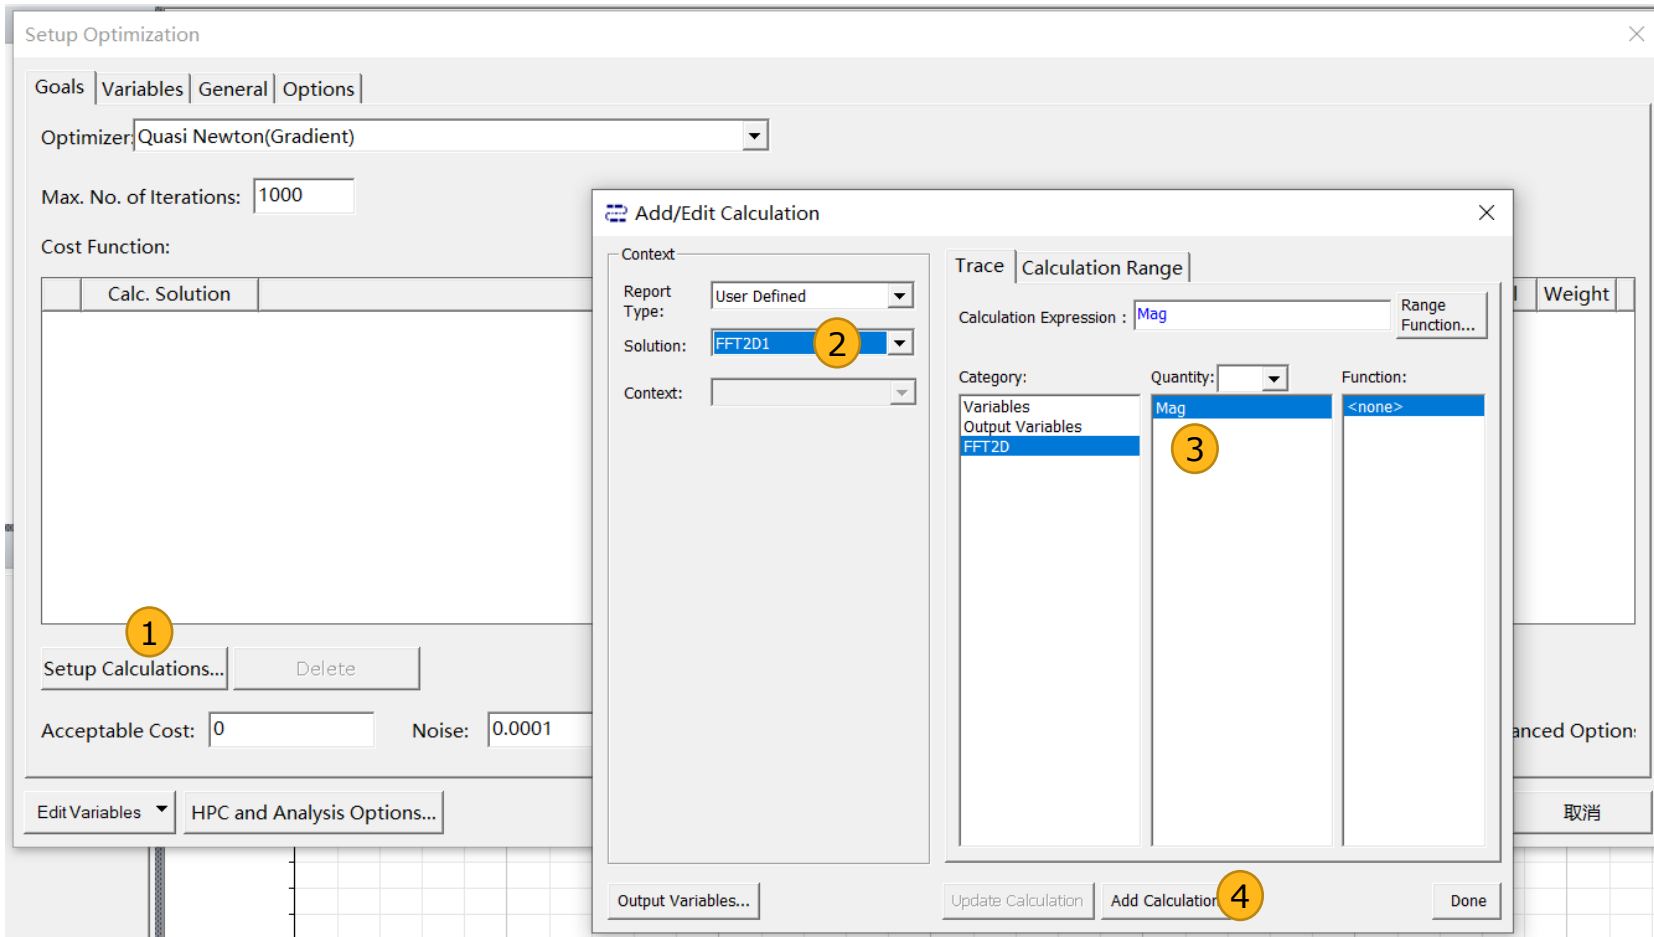 Setup Optimization
Goals Variables General Options
Optimizer: Quasi Newton(Gradient)
Max. No. of Iterations: 1000
Cost Function:
Calc. Solution Weight
1
Setup Calculations... Delete
Acceptable Cost: 0 Noise: 0.0001
anced Option:
Edit Variables HPC and Analysis Options... 取消
Add/Edit Calculation
Context
Report Type: User Defined
Solution: FFT2D1 2
Context:
Trace Calculation Range
Calculation Expression : Mag
Range
Function...
Category: Quantity: Function:
Variables Mag <none>
Output Variables
FFT2D
3
Output Variables... Update Calculation Add Calculation 4 Done